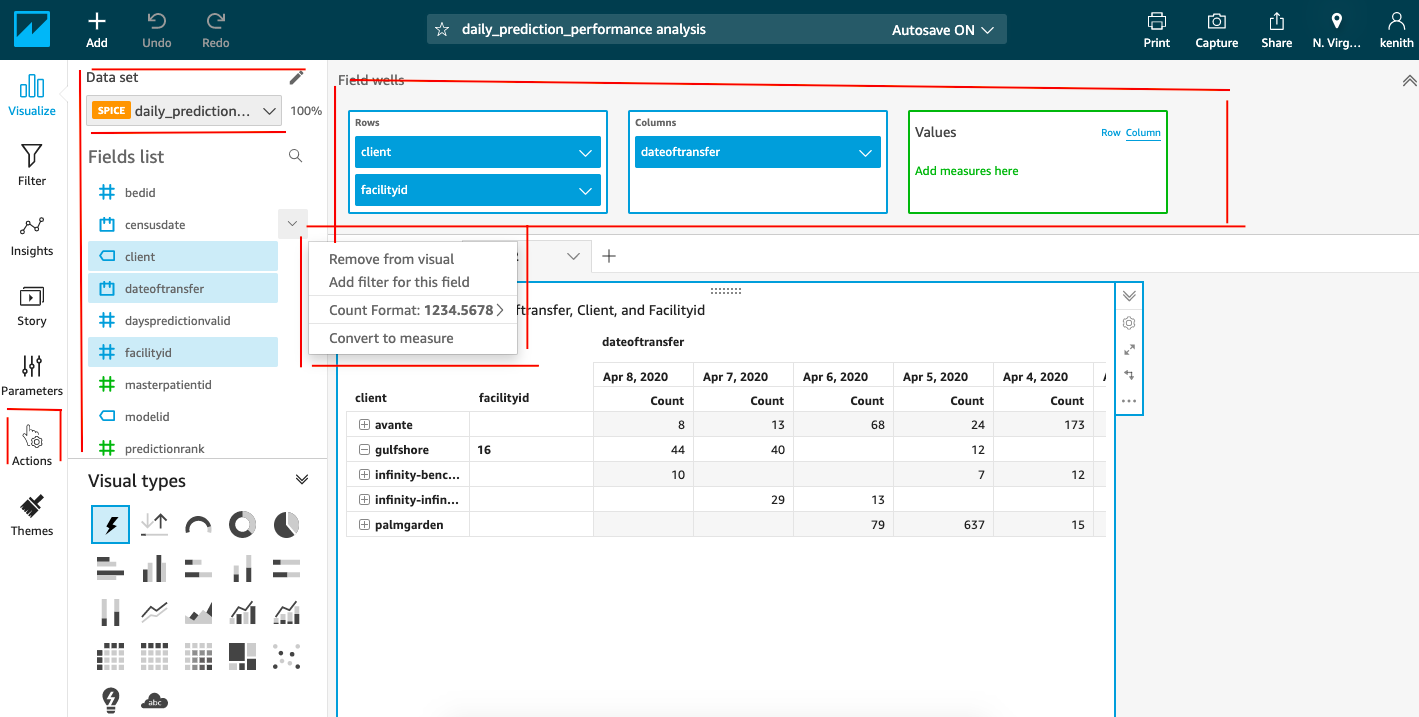 Add
Undo
Redo
daily_prediction_performance analysis
Autosave ON
Print
Capture
Share
N. Virg...
kenith
Visualize
Filter
Insights
Story
Parameters
Actions
Themes
Data set
SPICE daily_prediction... 100%
Fields list
bedid
censusdate
client
dateoftransfer
dayspredictionvalid
facilityid
masterpatientid
modelid
predictionrank
Visual types
abc
Field wells
Rows
client
facilityid
Columns
dateoftransfer
Values Row Column
Add measures here
Remove from visual
Add filter for this field
Count Format: 1234.5678
Convert to measure
Client, and Facilityid
dateoftransfer
Apr 8, 2020 Apr 7, 2020 Apr 6, 2020 Apr 5, 2020 Apr 4, 2020
client facilityid Count Count Count Count Count
avante 8 13 68 24 173
gulfshore 16 44 40 12
infinity-benc... 10 7 12
infinity-infin... 29 13
palmgarden 79 637 15